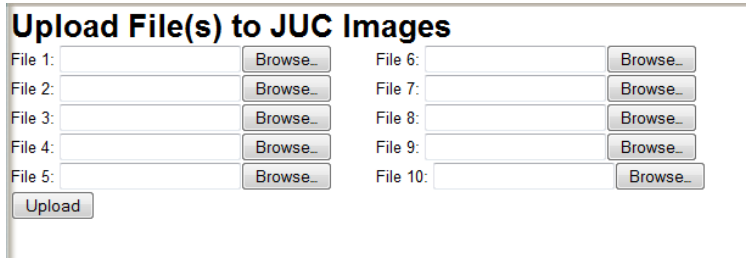 Upload File(s) to JUC Images
File 1: Browse... File 6: Browse...
File 2: Browse... File 7: Browse...
File 3: Browse... File 8: Browse...
File 4: Browse... File 9: Browse...
File 5: Browse... File 10: Browse...
Upload